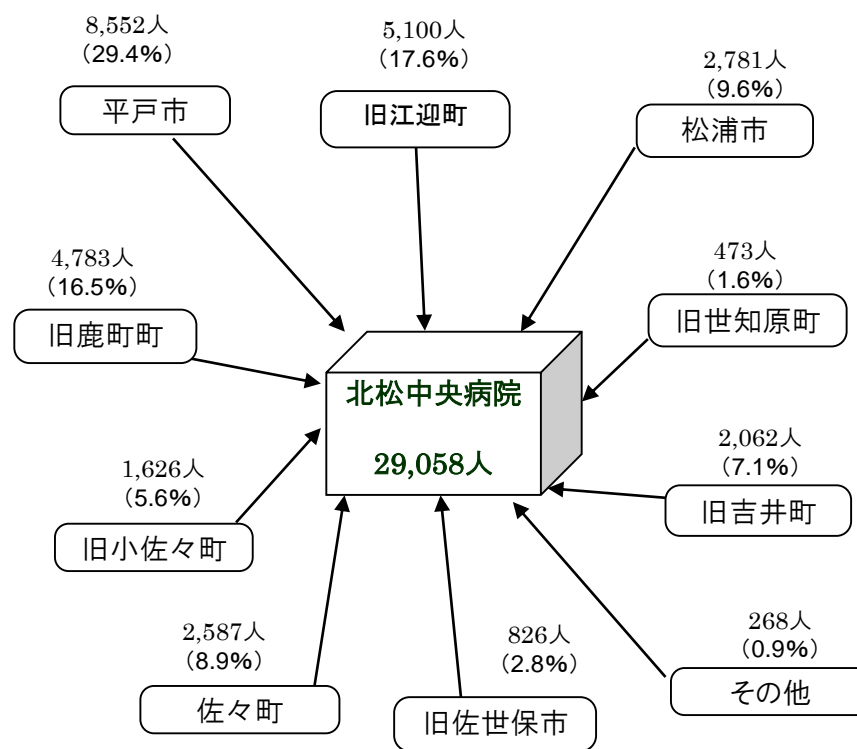 8,552人
（29.4%）
平戸市
5,100人
（17.6%）
旧江迎町
2,781人
（9.6%）
松浦市
4,783人
（16.5%）
旧鹿町町
473人
（1.6%）
旧世知原町
北松中央病院
29,058人
1,626人
（5.6%）
旧小佐々町
2,062人
（7.1%）
旧吉井町
2,587人
（8.9%）
佐々町
826人
（2.8%）
旧佐世保市
268人
（0.9%）
その他